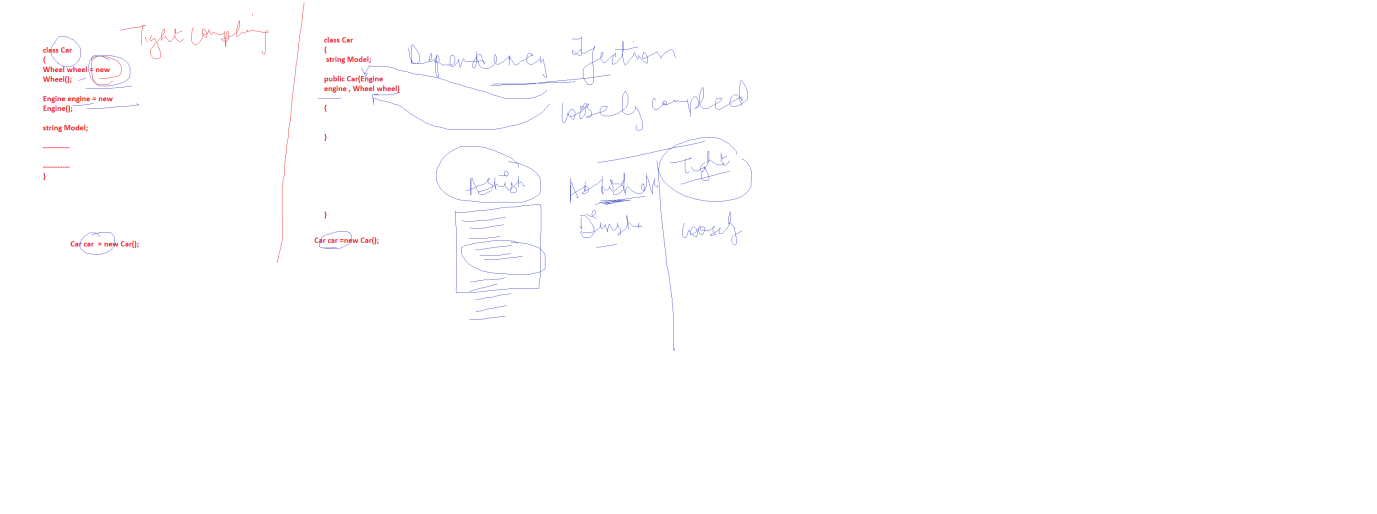 Tight Coupling
class Car
{
Wheel wheel = new
Wheel();
Engine engine = new
Engine();
string Model;
-----------
-----------
}
Car car = new Car();
class Car
{
string Model;
public Car(Engine
engine , Wheel wheel)
{
}
}
Car car =new Car();
Dependency Ijection
loosely coupled
Ashish
Tight
loosely